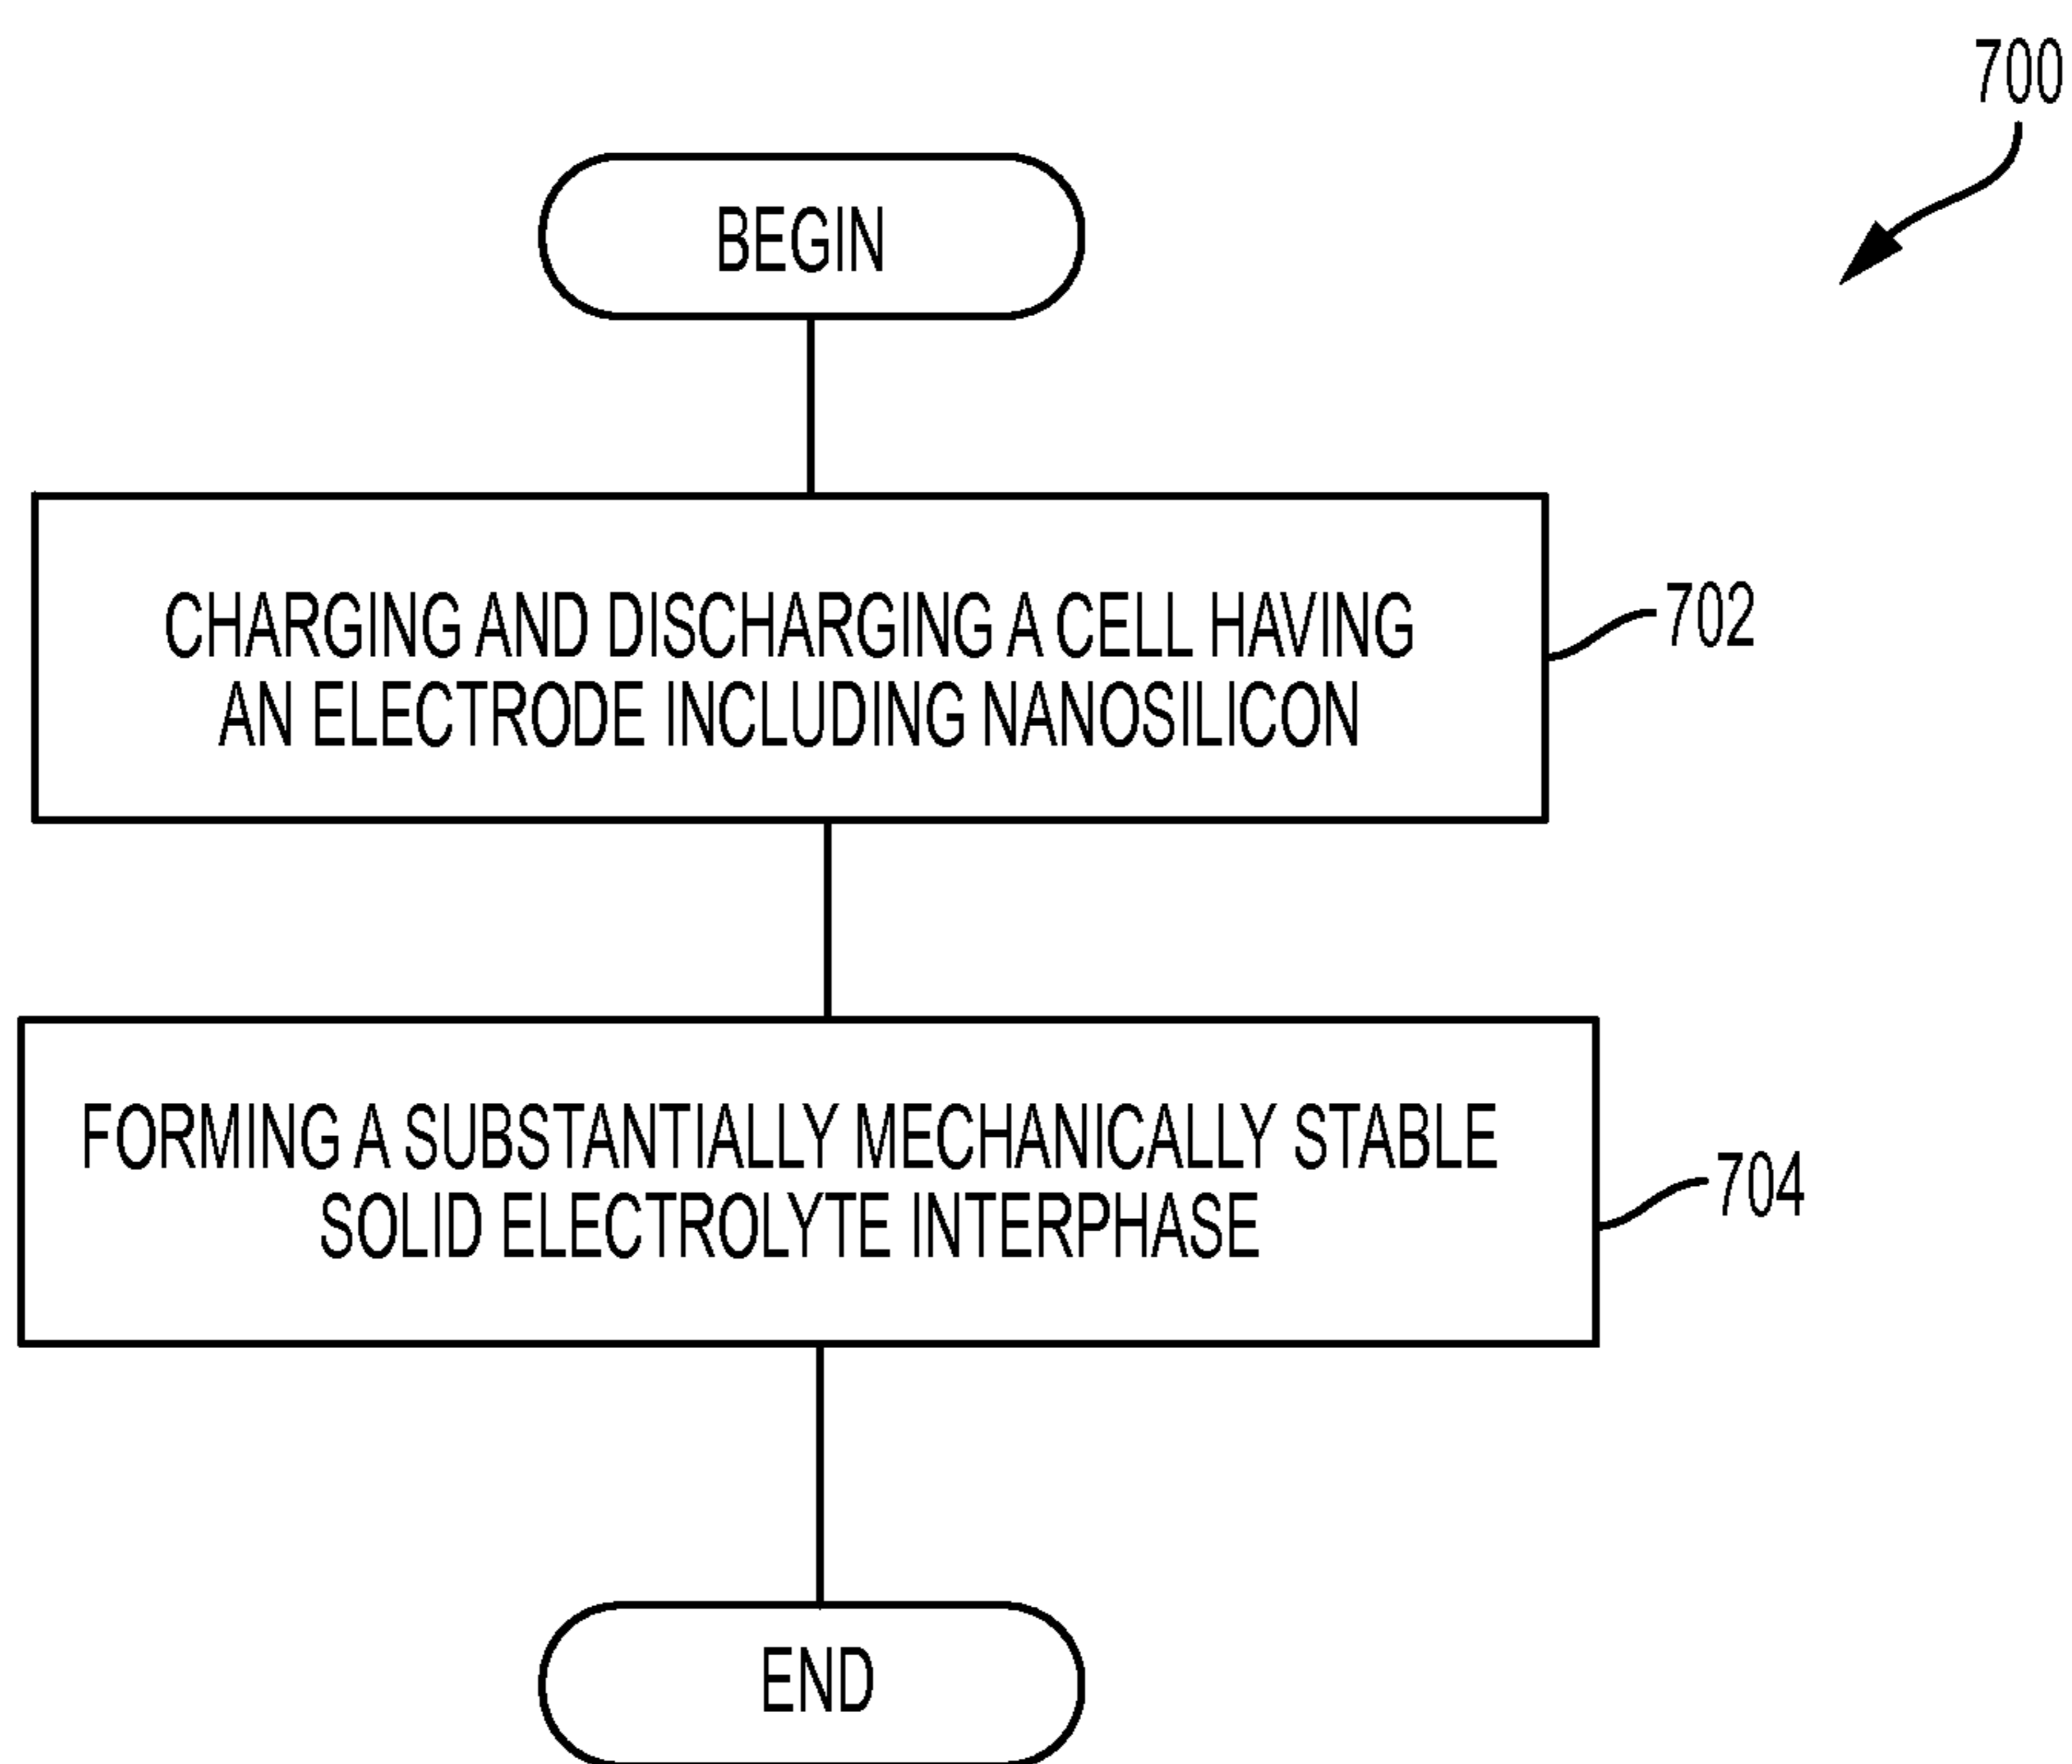 700
BEGIN
CHARGING AND DISCHARGING A CELL HAVING
AN ELECTRODE INCLUDING NANOSILICON
702
FORMING A SUBSTANTIALLY MECHANICALLY STABLE
SOLID ELECTROLYTE INTERPHASE
704
END